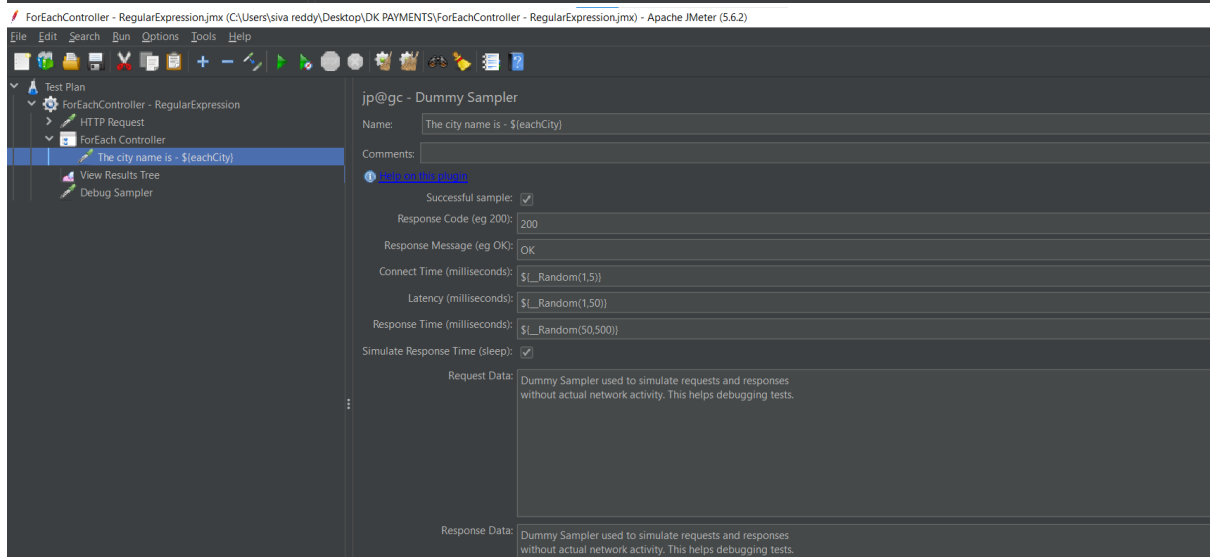 ForEachController - RegularExpression.jmx (C:\Users\siva reddy\Desktop\DK PAYMENTS\ForEachController - RegularExpression.jmx) - Apache JMeter (5.6.2)
File Edit Search Run Options Tools Help
Test Plan
ForEachController - RegularExpression
HTTP Request
ForEach Controller
The city name is - ${eachCity}
View Results Tree
Debug Sampler
jp@gc - Dummy Sampler
Name: The city name is - ${eachCity}
Comments:
Help on this plugin
Successful sample:
Response Code (eg 200): 200
Response Message (eg OK): OK
Connect Time (milliseconds): ${__Random(1,5)}
Latency (milliseconds): ${__Random(1,50)}
Response Time (milliseconds): ${__Random(50,500)}
Simulate Response Time (sleep):
Request Data: Dummy Sampler used to simulate requests and responses
without actual network activity. This helps debugging tests.
Response Data: Dummy Sampler used to simulate requests and responses
without actual network activity. This helps debugging tests.